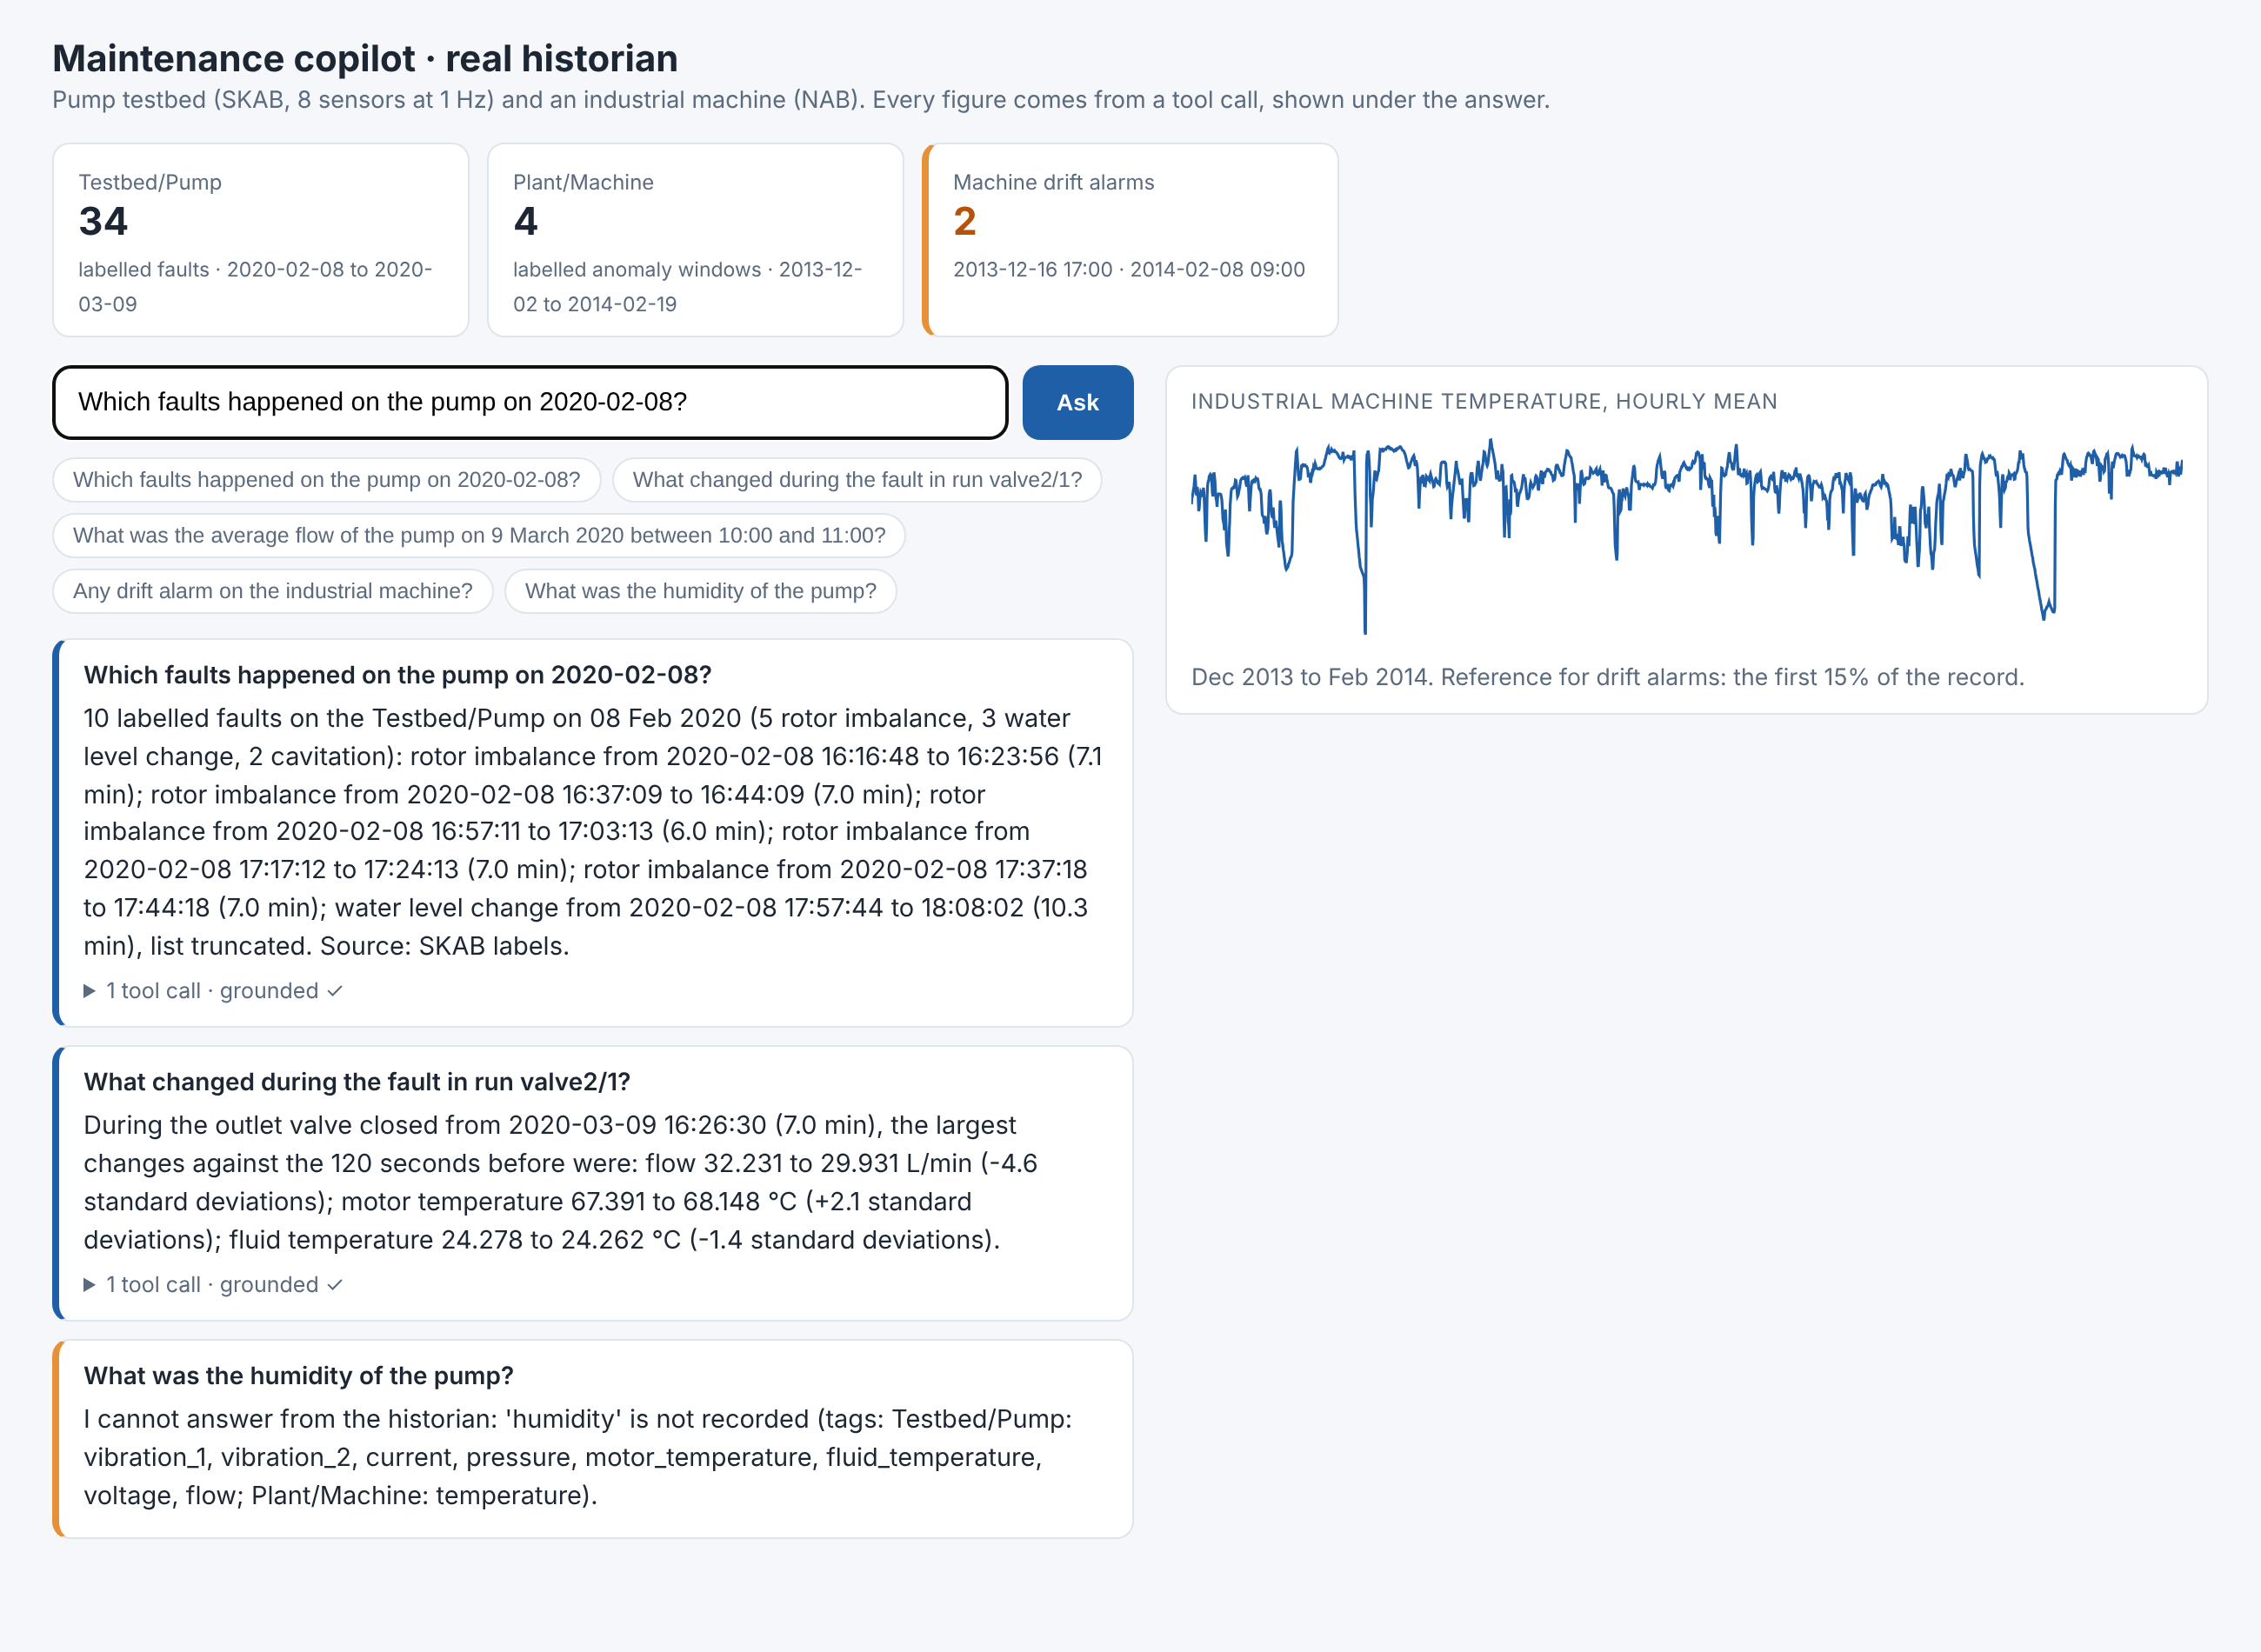 Maintenance copilot · real historian
Pump testbed (SKAB, 8 sensors at 1 Hz) and an industrial machine (NAB). Every figure comes from a tool call, shown under the answer.
Testbed/Pump
34
labelled faults · 2020-02-08 to 2020-
03-09
Plant/Machine
4
labelled anomaly windows · 2013-12-
02 to 2014-02-19
Machine drift alarms
2
2013-12-16 17:00 · 2014-02-08 09:00
Which faults happened on the pump on 2020-02-08?
Ask
Which faults happened on the pump on 2020-02-08?
What changed during the fault in run valve2/1?
What was the average flow of the pump on 9 March 2020 between 10:00 and 11:00?
Any drift alarm on the industrial machine?
What was the humidity of the pump?
Which faults happened on the pump on 2020-02-08?
10 labelled faults on the Testbed/Pump on 08 Feb 2020 (5 rotor imbalance, 3 water
level change, 2 cavitation): rotor imbalance from 2020-02-08 16:16:48 to 16:23:56 (7.1
min); rotor imbalance from 2020-02-08 16:37:09 to 16:44:09 (7.0 min); rotor
imbalance from 2020-02-08 16:57:11 to 17:03:13 (6.0 min); rotor imbalance from
2020-02-08 17:17:12 to 17:24:13 (7.0 min); rotor imbalance from 2020-02-08 17:37:18
to 17:44:18 (7.0 min); water level change from 2020-02-08 17:57:44 to 18:08:02 (10.3
min), list truncated. Source: SKAB labels.
▶ 1 tool call · grounded ✓
What changed during the fault in run valve2/1?
During the outlet valve closed from 2020-03-09 16:26:30 (7.0 min), the largest
changes against the 120 seconds before were: flow 32.231 to 29.931 L/min (-4.6
standard deviations); motor temperature 67.391 to 68.148 °C (+2.1 standard
deviations); fluid temperature 24.278 to 24.262 °C (-1.4 standard deviations).
▶ 1 tool call · grounded ✓
What was the humidity of the pump?
I cannot answer from the historian: 'humidity' is not recorded (tags: Testbed/Pump:
vibration_1, vibration_2, current, pressure, motor_temperature, fluid_temperature,
voltage, flow; Plant/Machine: temperature).
INDUSTRIAL MACHINE TEMPERATURE, HOURLY MEAN
Dec 2013 to Feb 2014. Reference for drift alarms: the first 15% of the record.